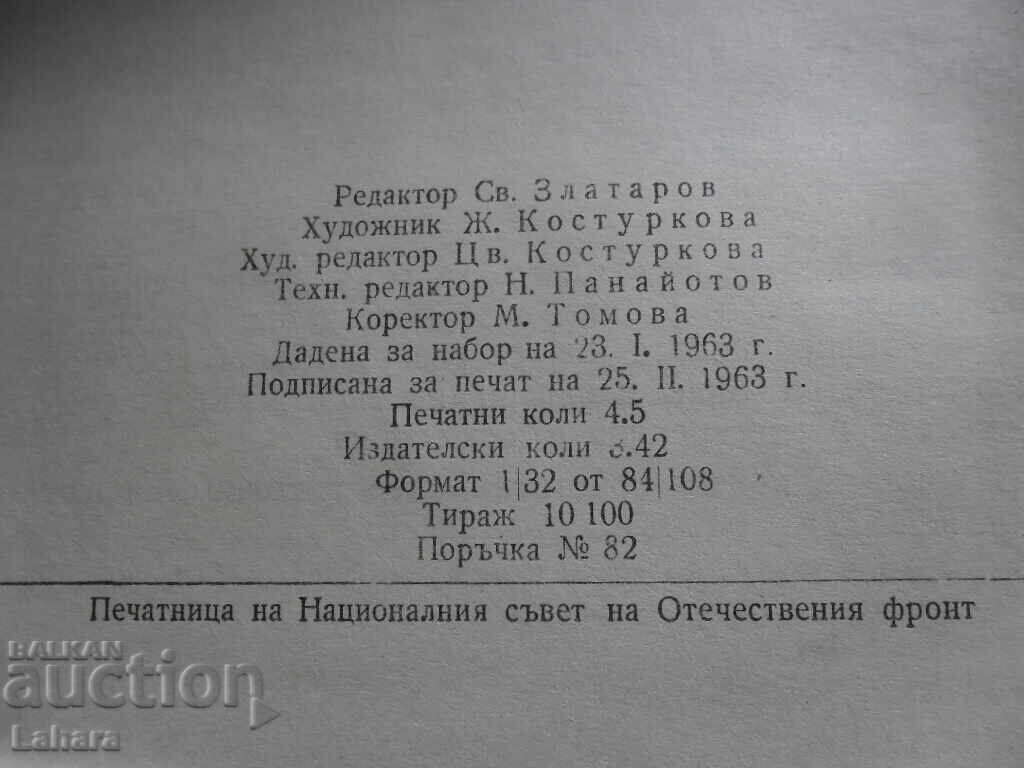 Редактор Св. Златаров
Художник Ж. Костуркова
Худ. редактор Цв. Костуркова
Техн. редактор Н. Панайотов
Коректор М. Томова
Дадена за набор на 23. I. 1963 г.
Подписана за печат на 25. II. 1963 г.
Печатни коли 4.5
Издателски коли
Формат 1|32 от 84|108
Тираж 10 100
Поръчка № 82
Печатница на Националния съвет на Отечествения фронт
BALKAN
auction
Lahara